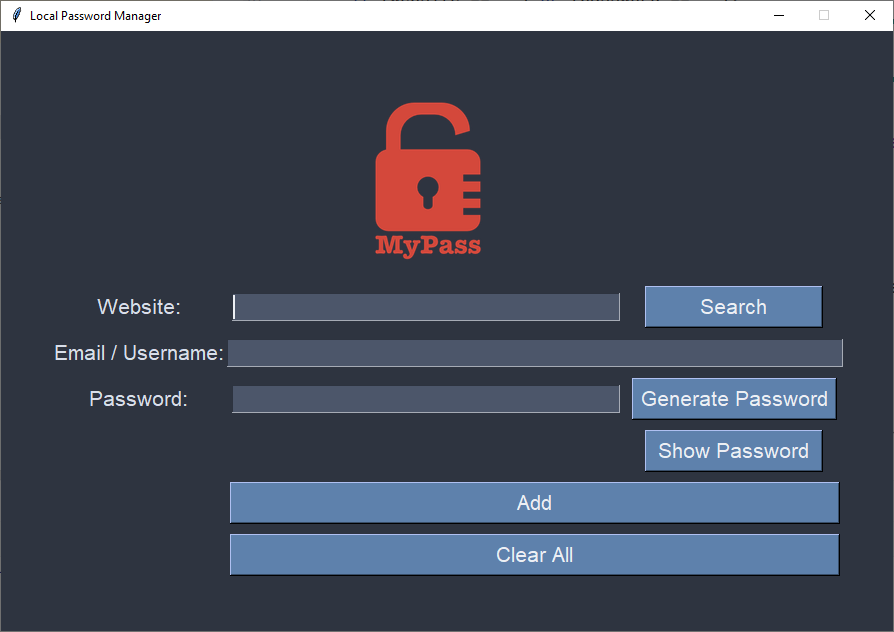 Local Password Manager
MyPass
Website:
Search
Email / Username:
Password:
Generate Password
Show Password
Add
Clear All